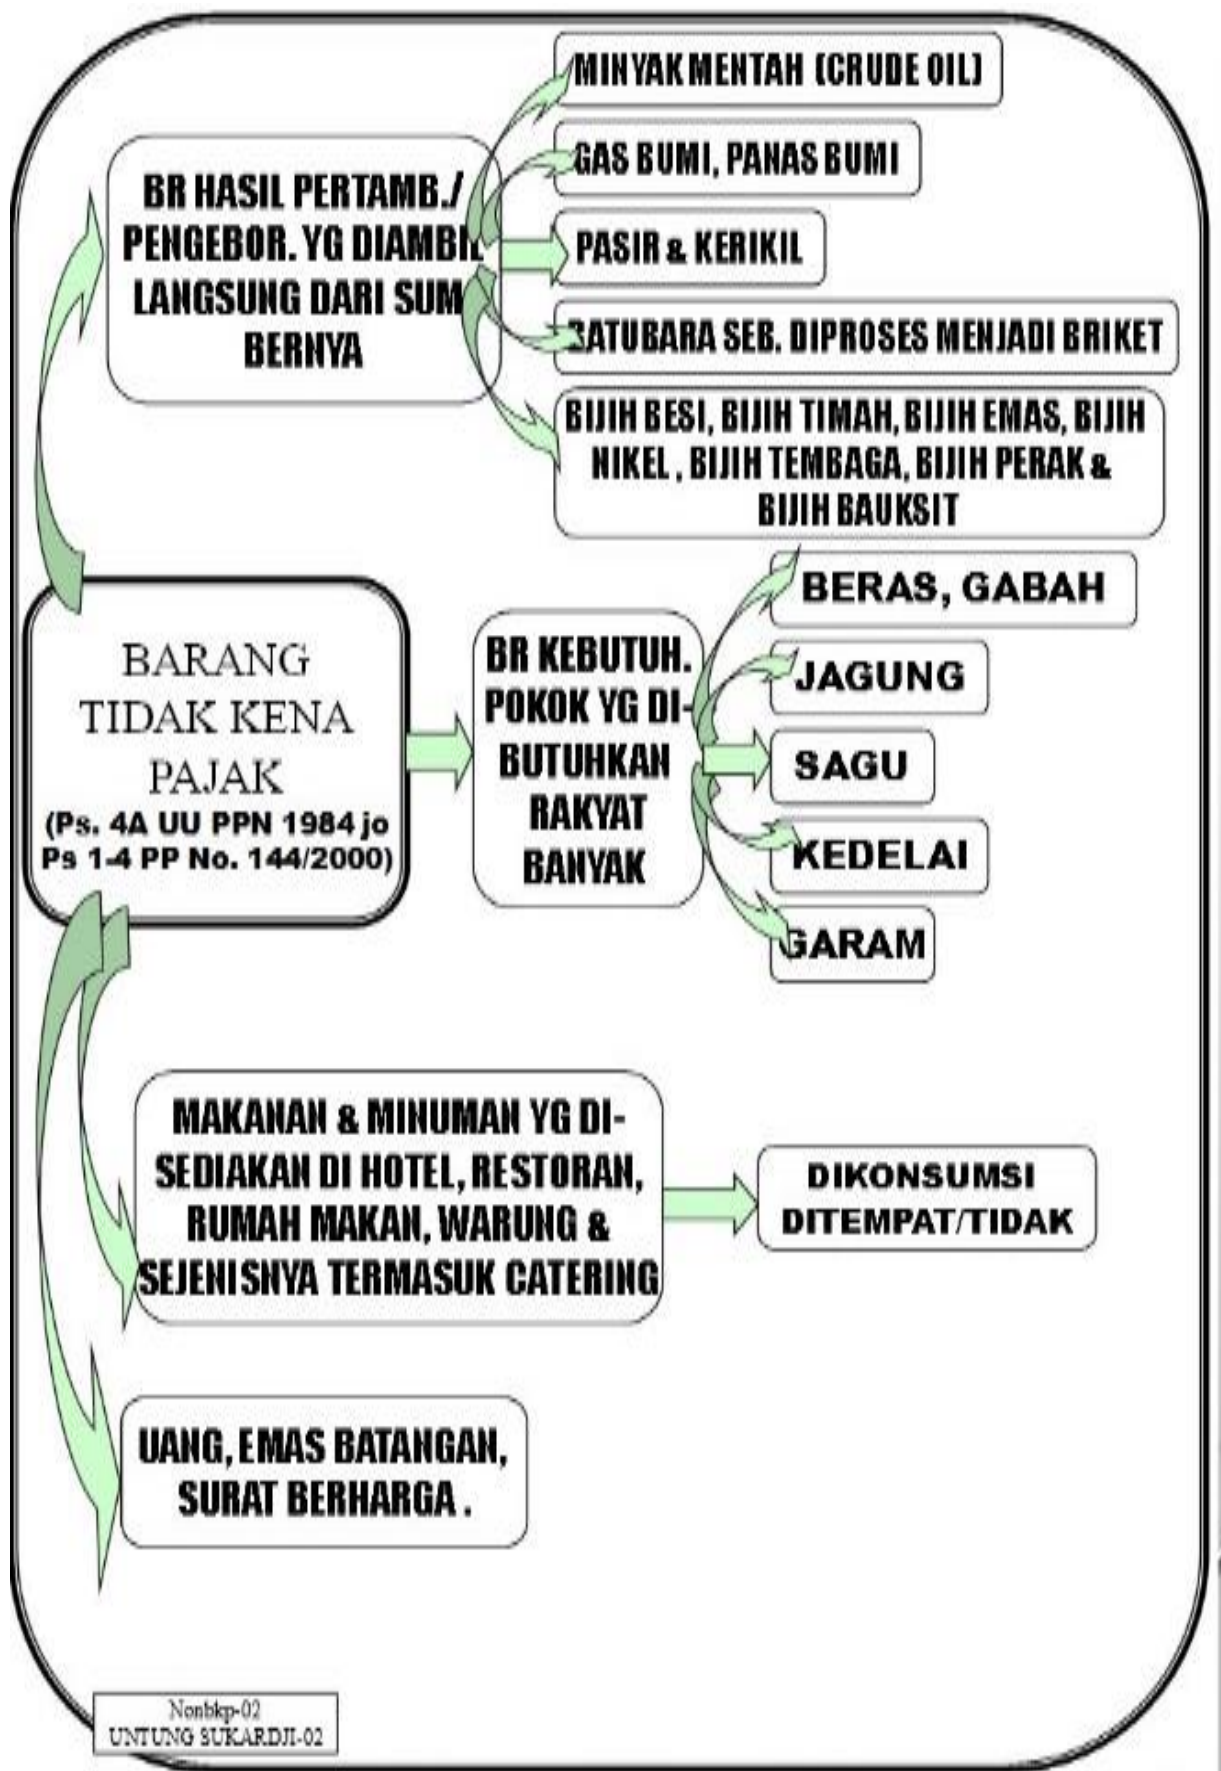 MINYAK MENTAH (CRUDE OIL)
GAS BUMI, PANAS BUMI
BR HASIL PERTAMB./
PENGEBOR. YG DIAMBIL
LANGSUNG DARI SUM
BERNYA
PASIR & KERIKIL
BATUBARA SEB. DIPROSES MENJADI BRIKET
BIJIH BESI, BIJIH TIMAH, BIJIH EMAS, BIJIH
NIKEL , BIJIH TEMBAGA, BIJIH PERAK &
BIJIH BAUKSIT
BARANG
TIDAK KENA
PAJAK
(Ps. 4A UU PPN 1984 jo
Ps 1-4 PP No. 144/2000)
BR KEBUTUH.
POKOK YG DI-
BUTUHKAN
RAKYAT
BANYAK
BERAS, GABAH
JAGUNG
SAGU
KEDELAI
GARAM
MAKANAN & MINUMAN YG DI-
SEDIAKAN DI HOTEL, RESTORAN,
RUMAH MAKAN, WARUNG &
SEJENISNYA TERMASUK CATERING
DIKONSUMSI
DITEMPAT/TIDAK
UANG, EMAS BATANGAN,
SURAT BERHARGA .
Nonbkp-02
UNTUNG SUKARDJI-02